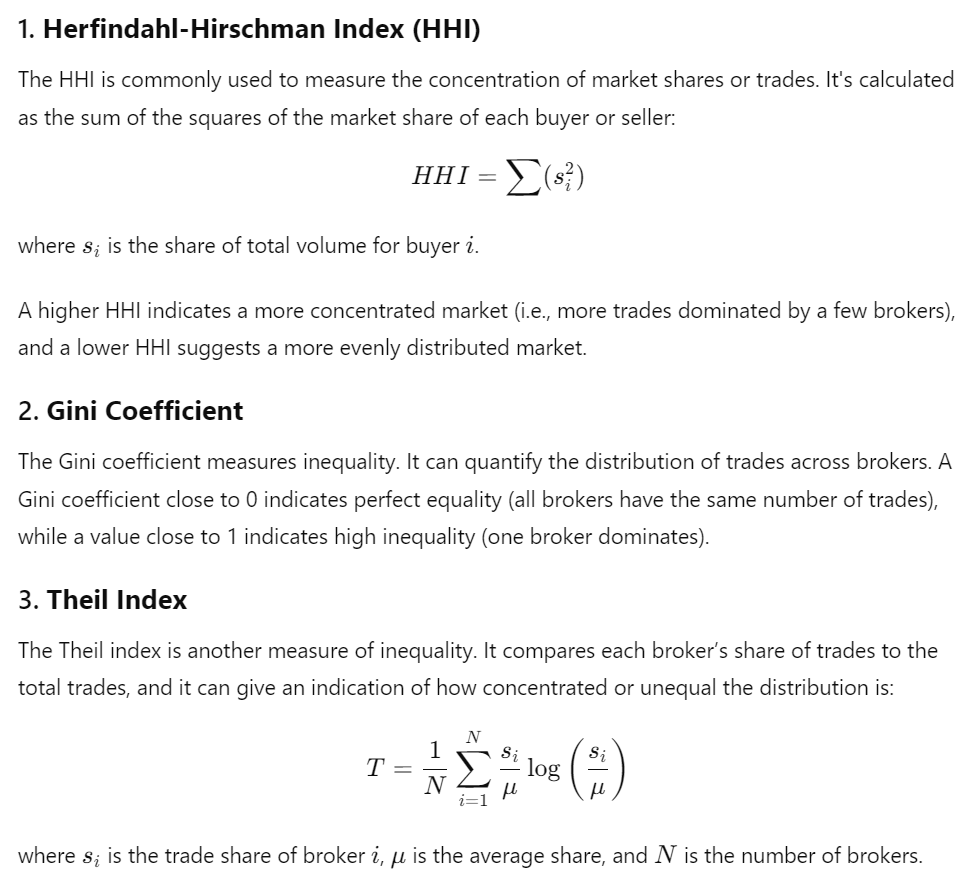 1. Herfindahl-Hirschman Index (HHI)
The HHI is commonly used to measure the concentration of market shares or trades. It's calculated
as the sum of the squares of the market share of each buyer or seller:
HHI = ∑(s_i^2)
where s_i is the share of total volume for buyer i.
A higher HHI indicates a more concentrated market (i.e., more trades dominated by a few brokers),
and a lower HHI suggests a more evenly distributed market.
2. Gini Coefficient
The Gini coefficient measures inequality. It can quantify the distribution of trades across brokers. A
Gini coefficient close to 0 indicates perfect equality (all brokers have the same number of trades),
while a value close to 1 indicates high inequality (one broker dominates).
3. Theil Index
The Theil index is another measure of inequality. It compares each broker’s share of trades to the
total trades, and it can give an indication of how concentrated or unequal the distribution is:
T = \frac{1}{N} \sum_{i=1}^{N} \frac{s_i}{μ} log(\frac{s_i}{μ})
where s_i is the trade share of broker i, μ is the average share, and N is the number of brokers.